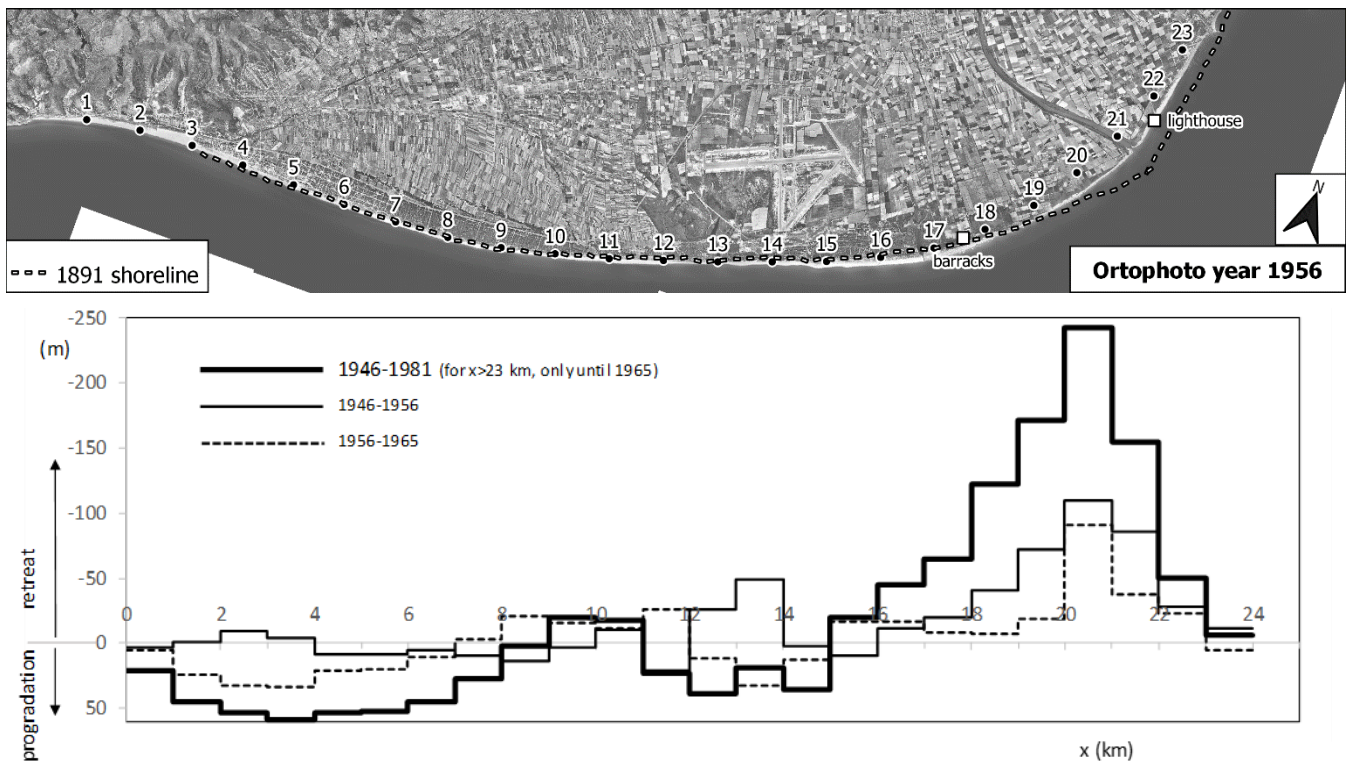 1
2
3
4
5
6
7
8
9
10
11
12
13
14
15
16
17
18
19
20
21
22
23
lighthouse
barracks
N
1891 shoreline
Ortophoto year 1956
-250
(m)
-200
-150
-100
-50
0
50
retreat
progradation
1946-1981 (for x>23 km, only until 1965)
1946-1956
1956-1965
0 2 4 6 8 10 12 14 16 18 20 22 24
x (km)